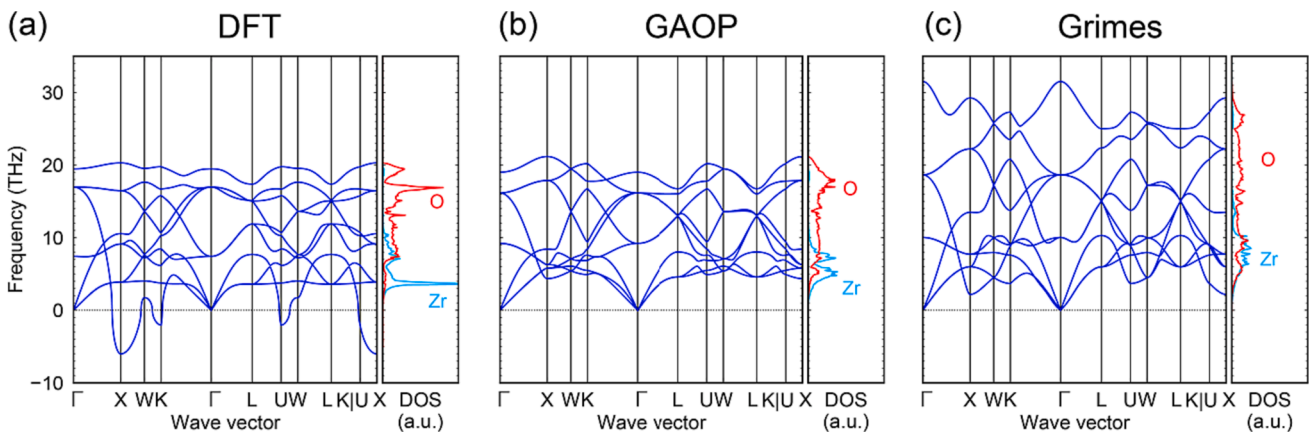 (a) DFT
(b) GAOP
(c) Grimes
Frequency (THz)
30
20
10
0
−10
O
Zr
O
Zr
O
Zr
Γ X W K Γ L U W L K|U X DOS
Γ X W K Γ L U W L K|U X DOS
Γ X W K Γ L U W L K|U X DOS
Wave vector (a.u.)
Wave vector (a.u.)
Wave vector (a.u.)